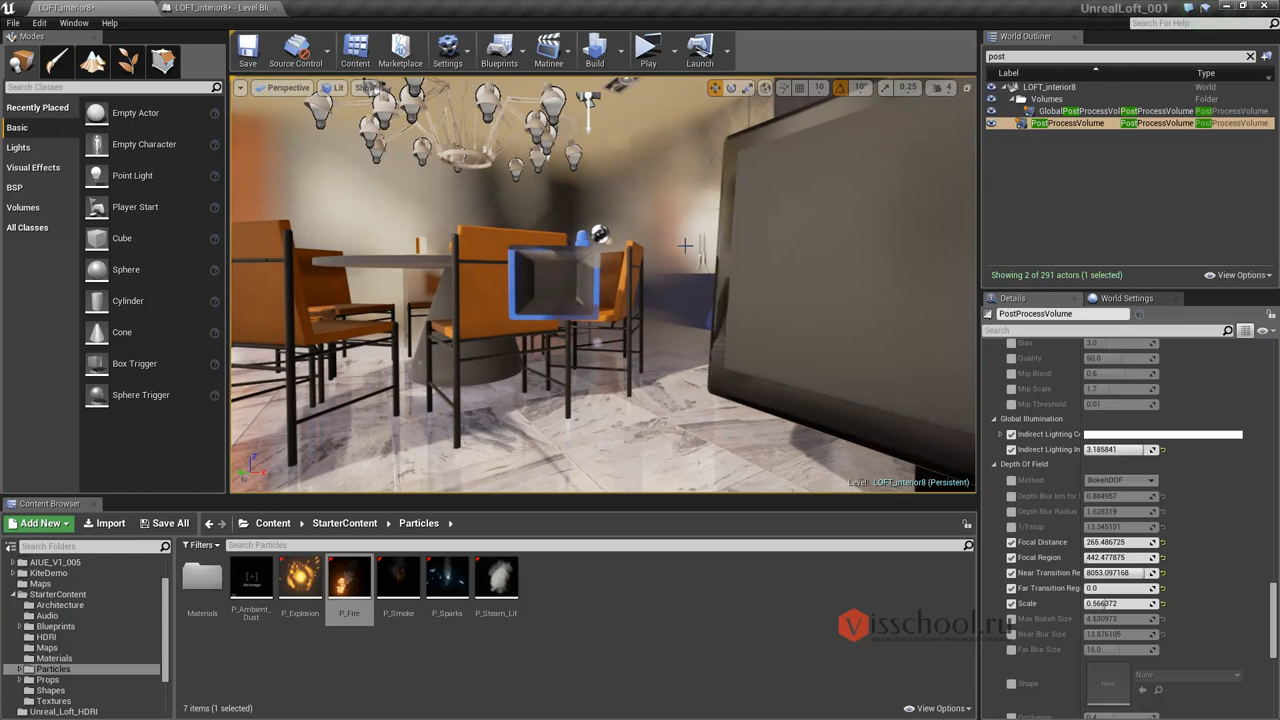 LOFT_interior8*
LOFT_interior8* - Level Blu
UnrealLoft_001
File Edit Window Help
Search For Help
Modes
Search Classes
Recently Placed
Basic
Lights
Visual Effects
BSP
Volumes
All Classes
Empty Actor
Empty Character
Point Light
Player Start
Cube
Sphere
Cylinder
Cone
Box Trigger
Sphere Trigger
Save
Source Control
Content
Marketplace
Settings
Blueprints
Matinee
Build
Play
Launch
Perspective Lit Show
10 10° 0.25 4
Level: LOFT_interior8 (Persistent)
World Outliner
post
Label Type
LOFT_interior8 World
Volumes Folder
GlobalPostProcessVol PostProcessVolume PostProcessVolume
PostProcessVolume PostProcessVolume PostProcessVolume
Showing 2 of 291 actors (1 selected)
View Options
Details World Settings
PostProcessVolume
Search
Bias 3.0
Quality 50.0
Mip Blend 0.6
Mip Scale 1.7
Mip Threshold 0.01
Global Illumination
Indirect Lighting C
Indirect Lighting In 3.185841
Depth Of Field
Method BokehDOF
Depth Blur km for 0.884957
Depth Blur Radius 1.628319
1/Fstop 13.345131
Focal Distance 265.486725
Focal Region 442.477875
Near Transition Re 8053.097168
Far Transition Reg 0.0
Scale 0.566372
Max Bokeh Size 4.530973
Near Blur Size 13.876105
Far Blur Size 15.0
Shape None None
Content Browser
Add New Import Save All
Content StarterContent Particles
Search Folders
AIUE_V1_005
KiteDemo
Maps
StarterContent
Architecture
Audio
Blueprints
HDRI
Maps
Materials
Particles
Props
Shapes
Textures
Unreal_Loft_HDRI
Filters Search Particles
Materials
P_Ambient_Dust
P_Explosion
P_Fire
P_Smoke
P_Sparks
P_Steam_Lit
7 items (1 selected)
View Options
visschool.ru